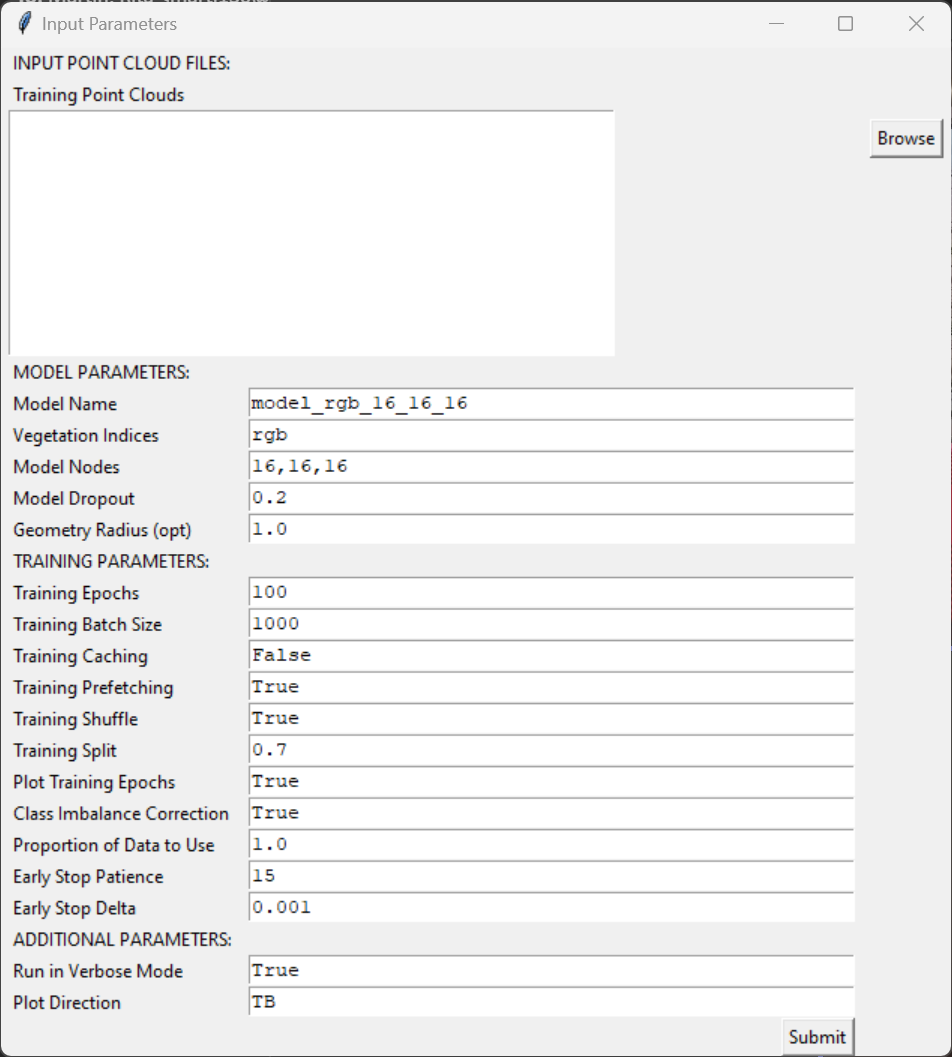 Input Parameters
INPUT POINT CLOUD FILES:
Training Point Clouds
Browse
MODEL PARAMETERS:
Model Name model_rgb_16_16_16
Vegetation Indices rgb
Model Nodes 16,16,16
Model Dropout 0.2
Geometry Radius (opt) 1.0
TRAINING PARAMETERS:
Training Epochs 100
Training Batch Size 1000
Training Caching False
Training Prefetching True
Training Shuffle True
Training Split 0.7
Plot Training Epochs True
Class Imbalance Correction True
Proportion of Data to Use 1.0
Early Stop Patience 15
Early Stop Delta 0.001
ADDITIONAL PARAMETERS:
Run in Verbose Mode True
Plot Direction TB
Submit